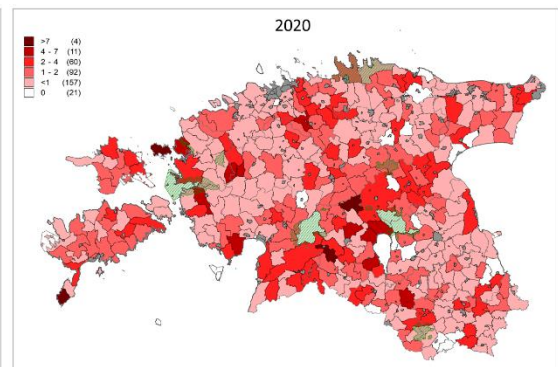 2020
>7 (4)
4 - 7 (11)
2 - 4 (60)
1 - 2 (92)
<1 (157)
0 (21)